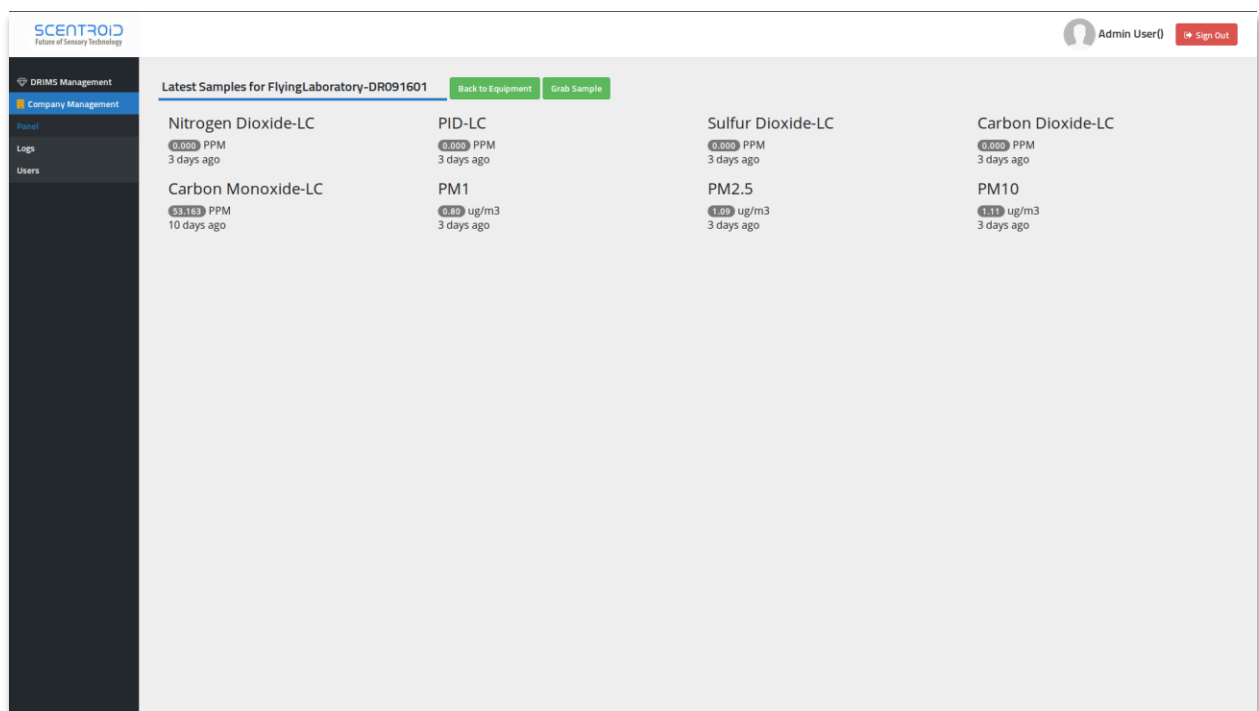 SCENTROID
Future of Sensory Technology
Admin User()
Sign Out
DRIMS Management
Company Management
Panel
Logs
Users
Latest Samples for FlyingLaboratory-DR091601
Back to Equipment
Grab Sample
Nitrogen Dioxide-LC
0.000 PPM
3 days ago
PID-LC
0.000 PPM
3 days ago
Sulfur Dioxide-LC
0.000 PPM
3 days ago
Carbon Dioxide-LC
0.000 PPM
3 days ago
Carbon Monoxide-LC
53.163 PPM
10 days ago
PM1
0.80 ug/m3
3 days ago
PM2.5
1.09 ug/m3
3 days ago
PM10
1.11 ug/m3
3 days ago